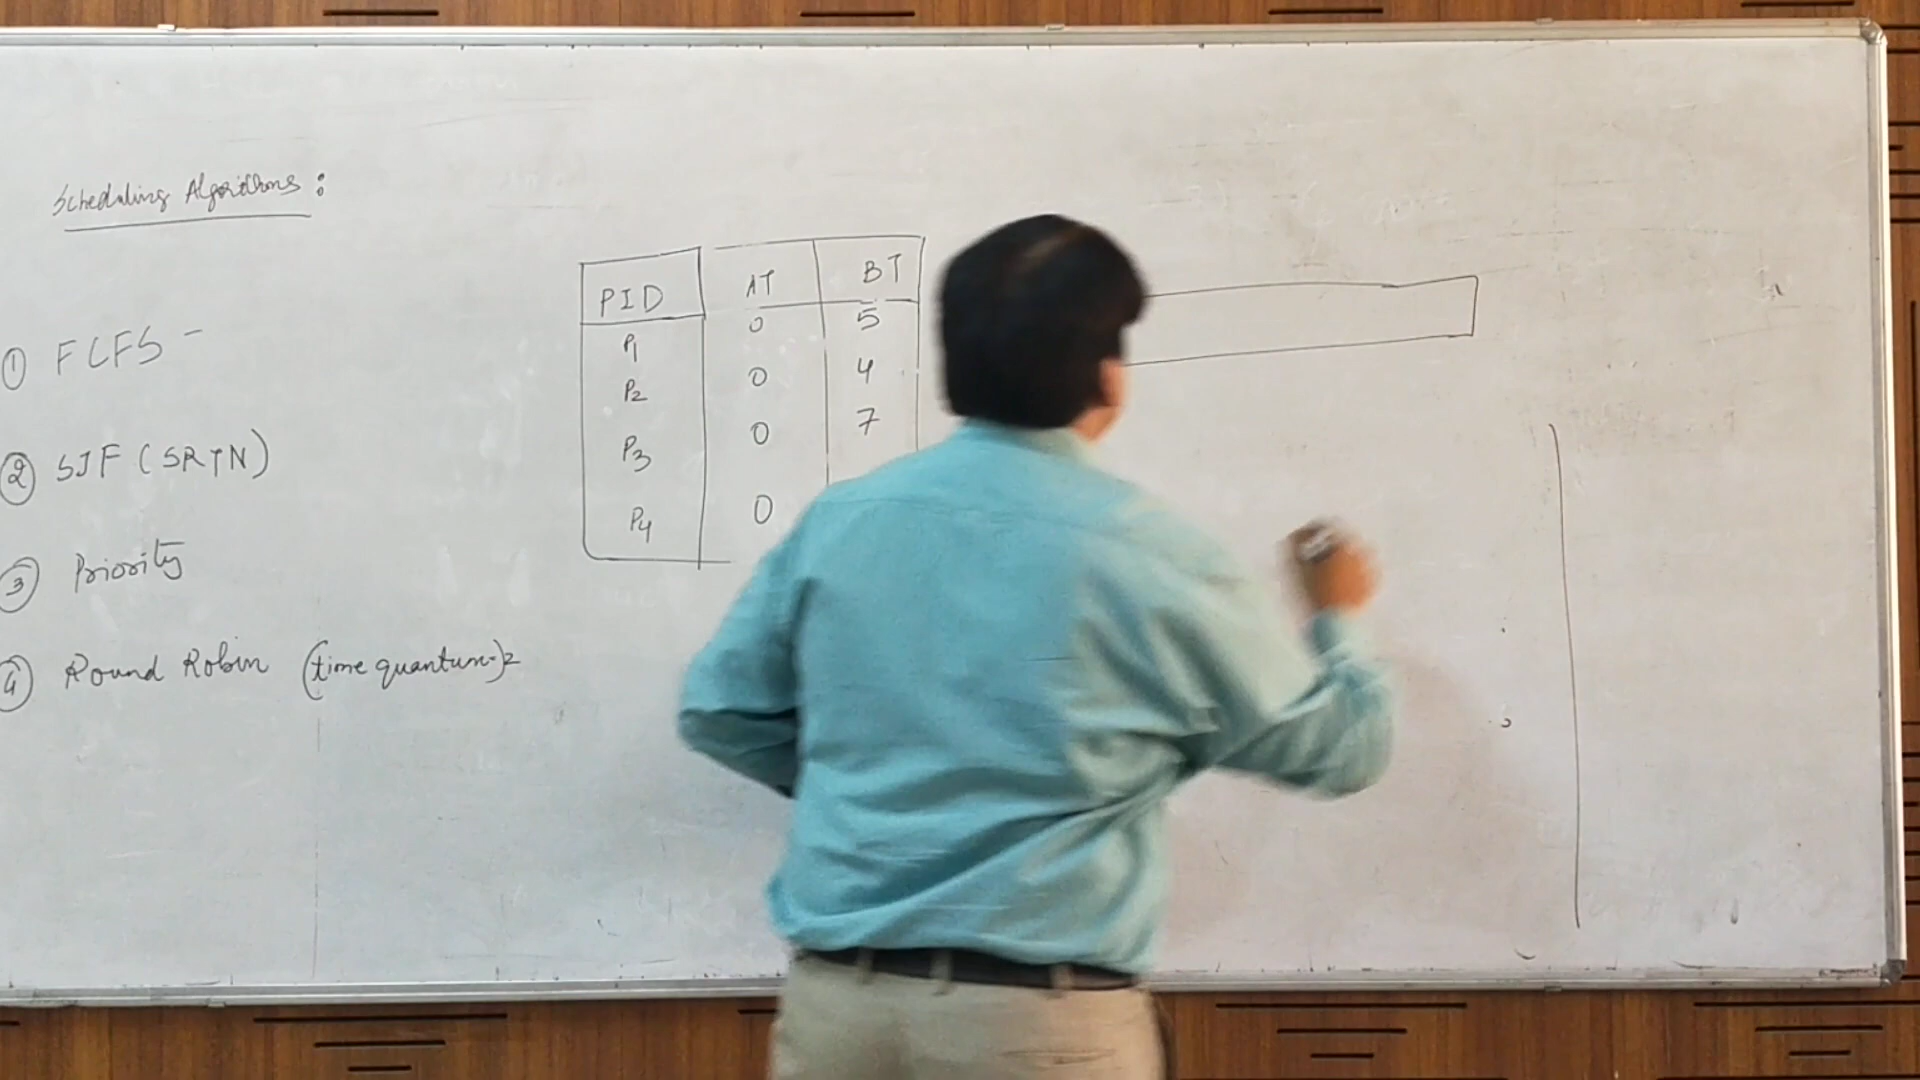 Scheduling Algorithms :
① FCFS -
② SJF (SRTN)
③ Priority
④ Round Robin (time quantum-)2
PID AT BT
P1 0 5
P2 0 4
P3 0 7
P4 0